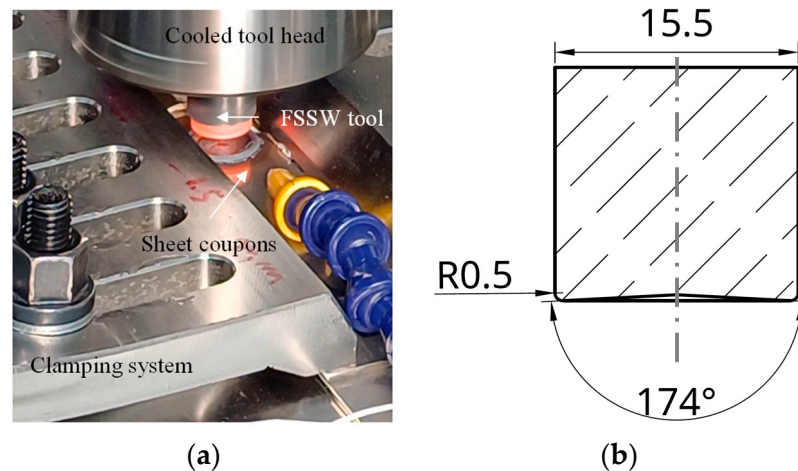 Cooled tool head
FSSW tool
Sheet coupons
Clamping system
(a)
15.5
R0.5
174°
(b)